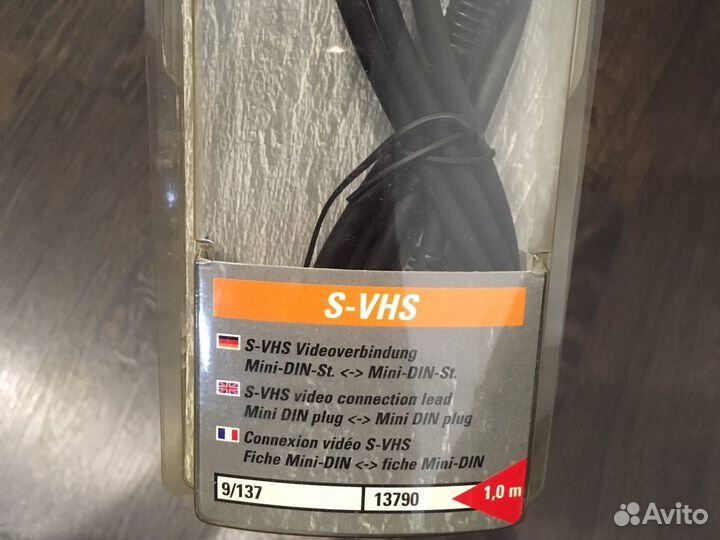 S-VHS
S-VHS Videoverbindung
Mini-DIN-St. <-> Mini-DIN-St.
S-VHS video connection lead
Mini DIN plug <-> Mini DIN plug
Connexion vidéo S-VHS
Fiche Mini-DIN <-> fiche Mini-DIN
9/137 13790 1,0 m
Avito